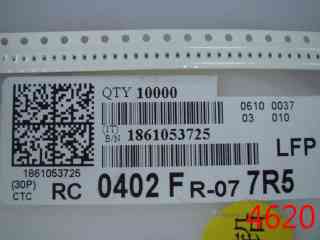 QTY 10000
0610 0037
03 010
(1T)
B/N 1861053725
LFP
1861053725
(30P)
CTC
RC 0402 F R-07 7R5
4620